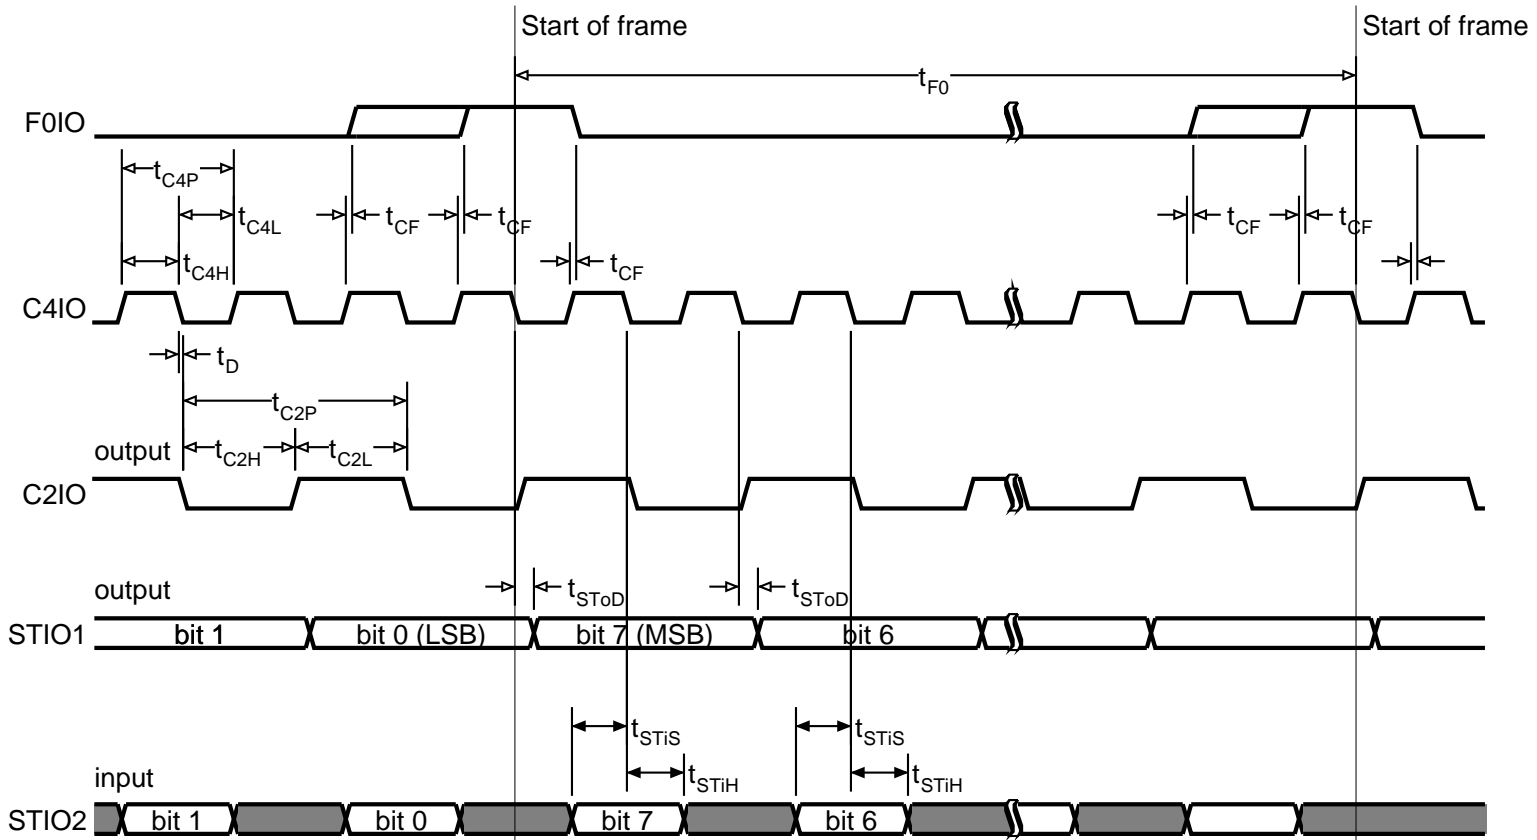 Start of frame
Start of frame
tF0
F0IO
tC4P
tC4L
tCF
tCF
tCF
tCF
tC4H
tCF
C4IO
tD
tC2P
output
tC2H
tC2L
C2IO
output
tSToD
tSToD
STIO1
bit 1
bit 0 (LSB)
bit 7 (MSB)
bit 6
tSTiS
tSTiS
input
tSTiH
tSTiH
STIO2
bit 1
bit 0
bit 7
bit 6